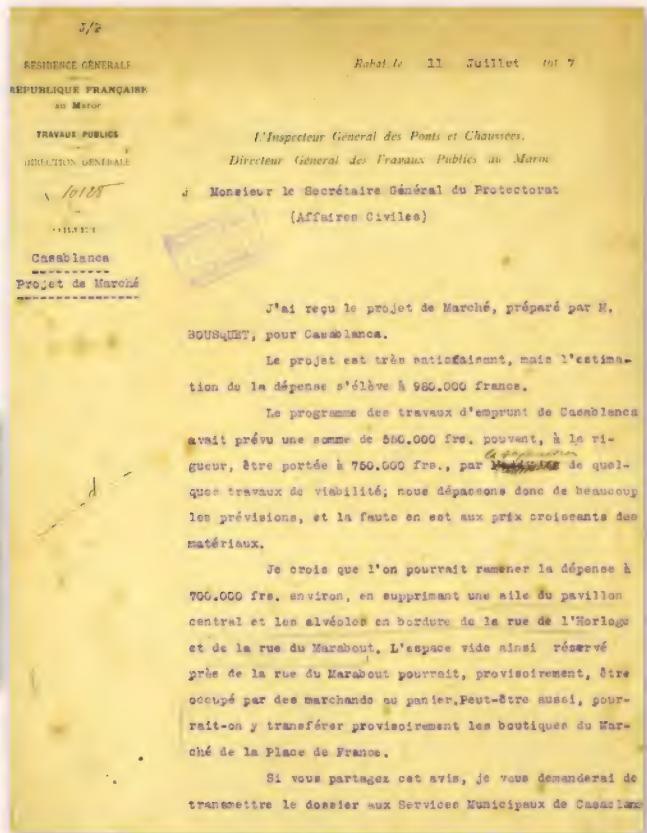 5/2
RÉSIDENCE GÉNÉRALE
RÉPUBLIQUE FRANÇAISE
au Maroc
TRAVAUX PUBLICS
DIRECTION GÉNÉRALE
10125
Casablanca
Projet de Marché
Rabat, le 11 Juillet 191 7
L'Inspecteur Général des Ponts et Chaussées,
Directeur Général des Travaux Publics au Maroc
à Monsieur le Secrétaire Général du Protectorat
(Affaires Civiles)
J'ai reçu le projet de Marché, préparé par M.
BOUSQUET, pour Casablanca.
Le projet est très satisfaisant, mais l'estima-
tion de la dépense s'élève à 980.000 francs.
Le programme des travaux d'emprunt de Casablanca
avait prévu une somme de 550.000 frs. pouvant, à la ri-
gueur, être portée à 750.000 frs., par la suppression de quel-
ques travaux de viabilité; nous dépassons donc de beaucoup
les prévisions, et la faute en est aux prix croissants des
matériaux.
Je crois que l'on pourrait ramener la dépense à
700.000 frs. environ, en supprimant une aile du pavillon
central et les alvéoles en bordure de la rue de l'Horloge
et de la rue du Marabout. L'espace vide ainsi réservé
près de la rue du Marabout pourrait, provisoirement, être
occupé par des marchands au panier.Peut-être aussi, pour-
rait-on y transférer provisoirement les boutiques du Mar-
ché de la Place de France.
Si vous partagez cet avis, je vous demanderai de
transmettre le dossier aux Services Municipaux de Casablanca